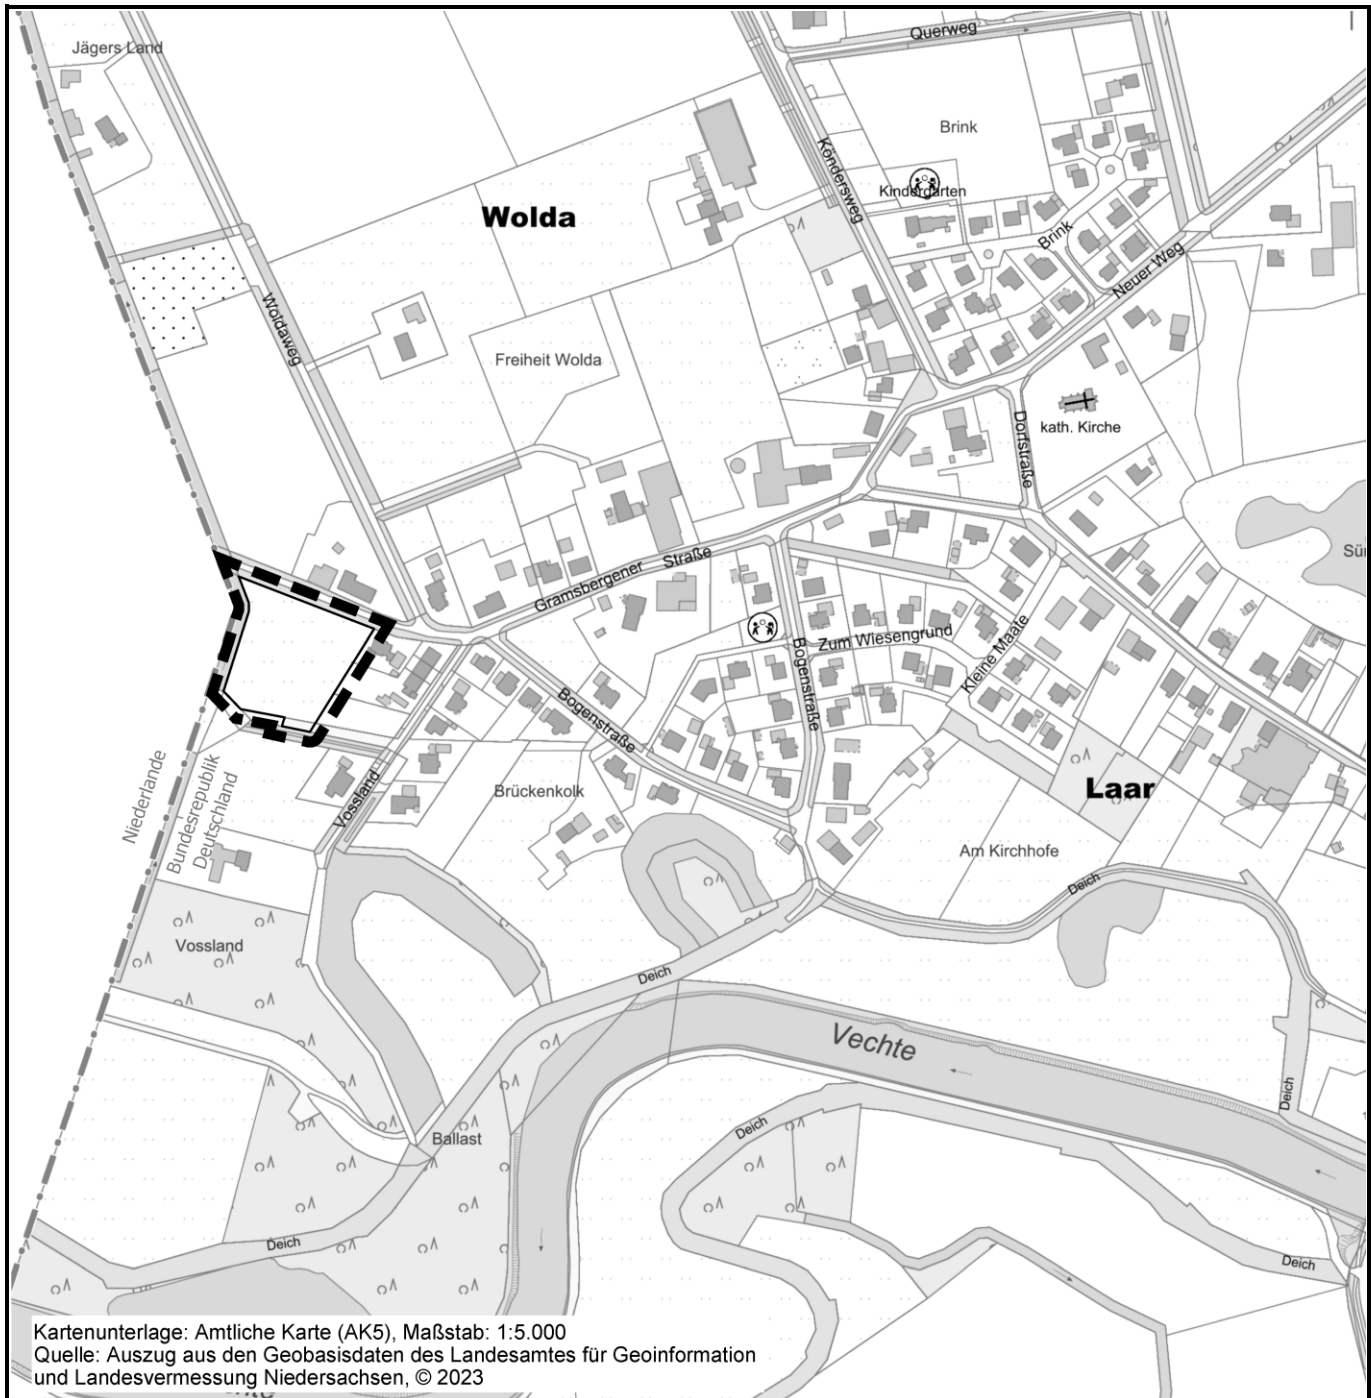 Jägers Land
Querweg
Wolda
Köndersweg
Brink
Kindergarten
Brink
Neuer Weg
Woldaweg
Freiheit Wolda
Dorfstraße
kath. Kirche
Gramsbergener Straße
Zum Wiesengrund
Kleine Maate
Bogenstraße
Bogenstraße
Vossland
Brückenkolk
Laar
Am Kirchhofe
Niederlande
Bundesrepublik
Deutschland
Vossland
Deich
Deich
Vechte
Deich
Deich
Ballast
Deich
Deich
Kartenunterlage: Amtliche Karte (AK5), Maßstab: 1:5.000
Quelle: Auszug aus den Geobasisdaten des Landesamtes für Geoinformation
und Landesvermessung Niedersachsen, © 2023